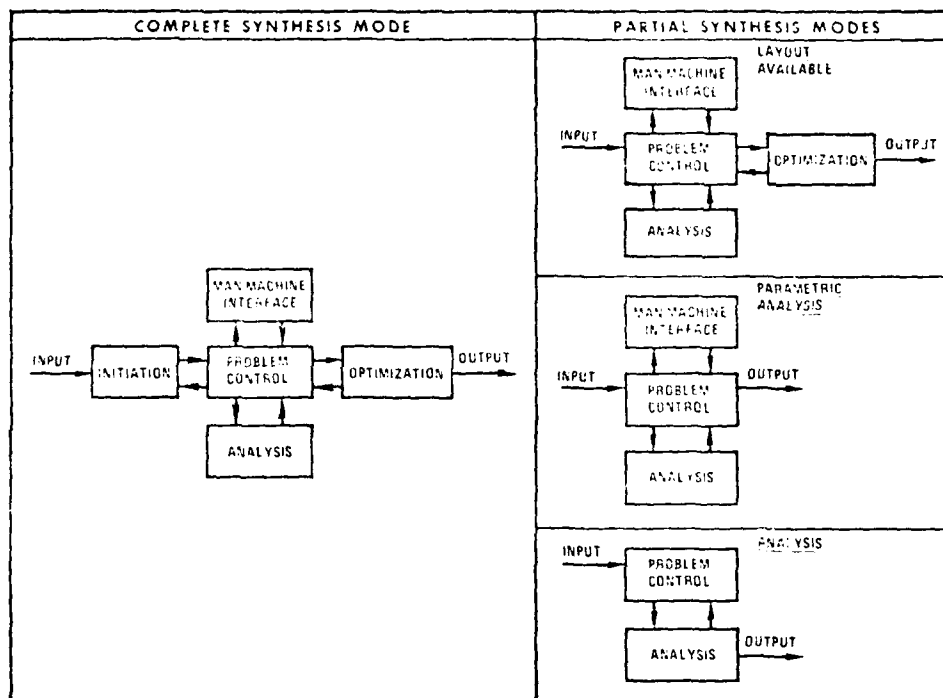 COMPLETE SYNTHESIS MODE
MAN MACHINE
INTERFACE
INPUT
INITIATION
PROBLEM
CONTROL
OPTIMIZATION
OUTPUT
ANALYSIS
PARTIAL SYNTHESIS MODES
LAYOUT
AVAILABLE
MAN MACHINE
INTERFACE
INPUT
PROBLEM
CONTROL
OPTIMIZATION
OUTPUT
ANALYSIS
PARAMETRIC
ANALYSIS
MAN MACHINE
INTERFACE
INPUT
PROBLEM
CONTROL
OUTPUT
ANALYSIS
ANALYSIS
INPUT
PROBLEM
CONTROL
ANALYSIS
OUTPUT